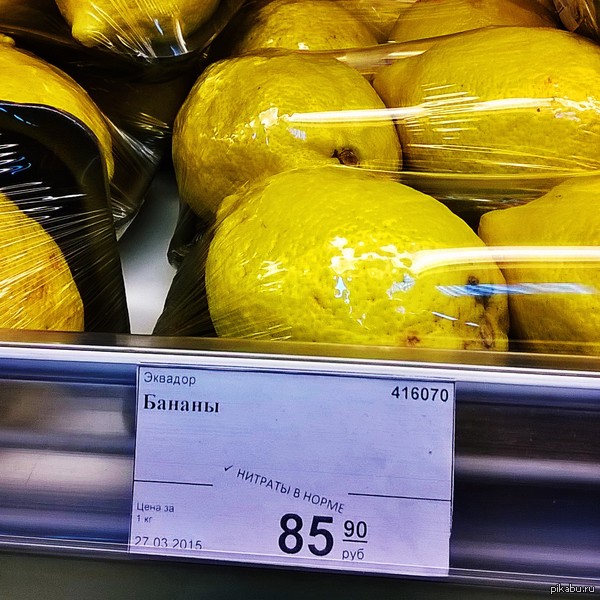 Эквадор
416070
Бананы
✓ НИТРАТЫ В НОРМЕ
Цена за
1 кг
85 90
руб
27.03.2015
pikabu.ru